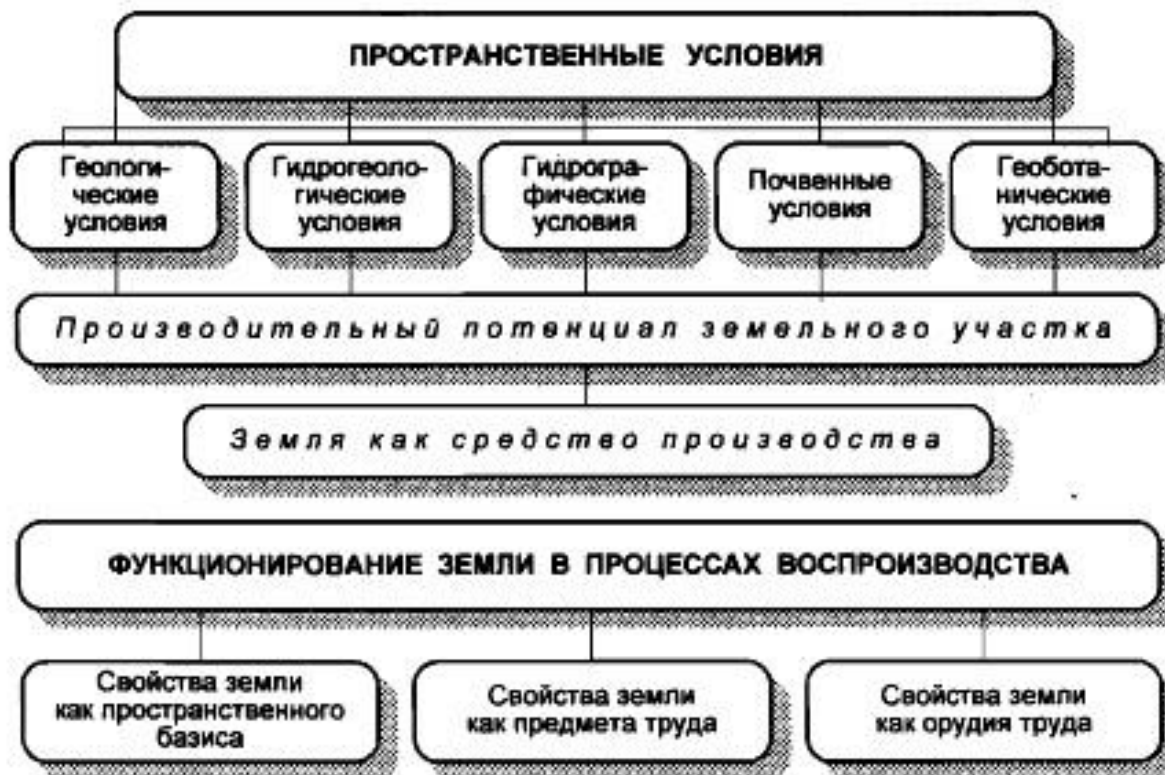 ПРОСТРАНСТВЕННЫЕ УСЛОВИЯ
Геологи-
ческие
условия
Гидрогеоло-
гические
условия
Гидрогра-
фические
условия
Почвенные
условия
Геобота-
нические
условия
Производительный потенциал земельного участка
Земля как средство производства
ФУНКЦИОНИРОВАНИЕ ЗЕМЛИ В ПРОЦЕССАХ ВОСПРОИЗВОДСТВА
Свойства земли
как пространственного
базиса
Свойства земли
как предмета труда
Свойства земли
как орудия труда